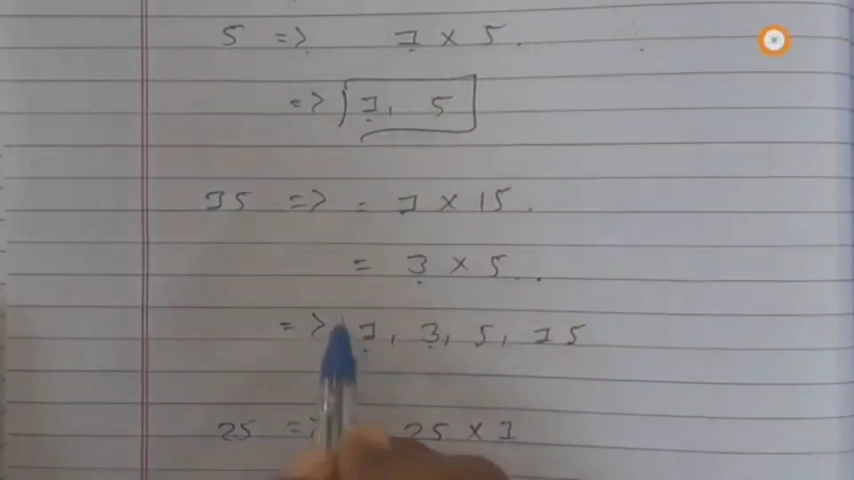 5 => 1 x 5.
=> 1, 5
15 => = 1 x 15.
= 3 x 5..
=> 1, 3, 5, 15
25 => 25 x 1